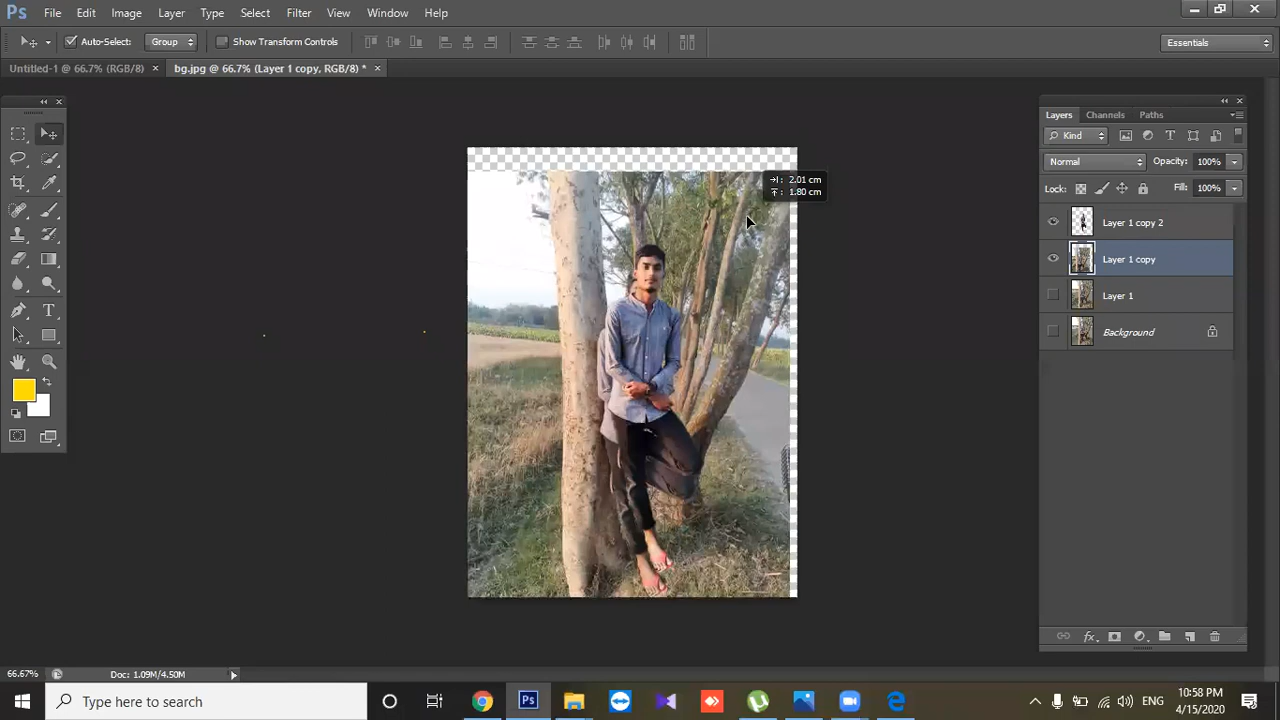 Ps File Edit Image Layer Type Select Filter 3D View Window Help
Auto-Select: Group Show Transform Controls Essentials
Untitled-1 @ 66.7% (RGB/8) × bg.jpg @ 66.7% (Layer 1 copy, RGB/8) * ×
Layers Channels Paths
Kind
Normal Opacity: 100%
Lock: Fill: 100%
2.01 cm
1.80 cm
Layer 1 copy 2
Layer 1 copy
Layer 1
Background
66.67% Doc: 1.09M/4.50M
Type here to search
ENG
10:58 PM
4/15/2020